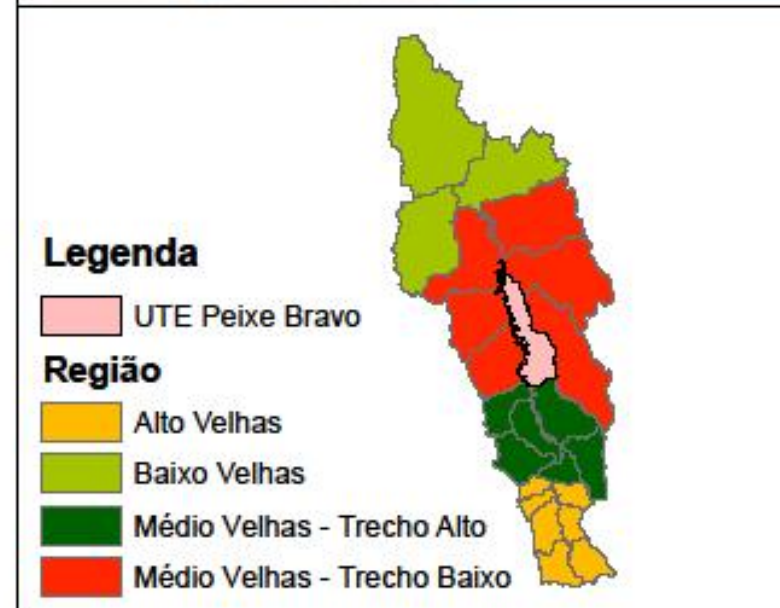 Legenda
UTE Peixe Bravo
Região
Alto Velhas
Baixo Velhas
Médio Velhas - Trecho Alto
Médio Velhas - Trecho Baixo